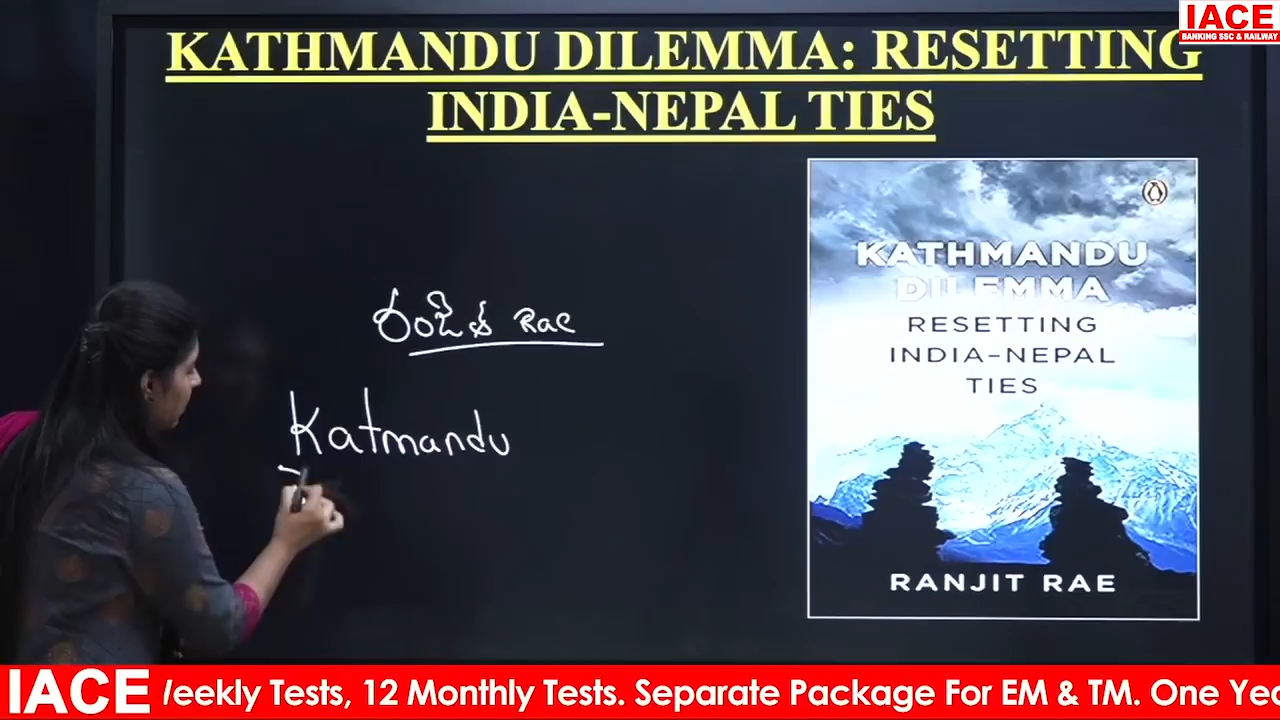 IACE
BANKING SSC & RAILWAY
KATHMANDU DILEMMA: RESETTING
INDIA-NEPAL TIES
KATHMANDU
DILEMMA
RESETTING
INDIA-NEPAL
TIES
RANJIT RAE
రంజిత్ Rae
Katmandu
IACE
eekly Tests, 12 Monthly Tests. Separate Package For EM & TM. One Yea